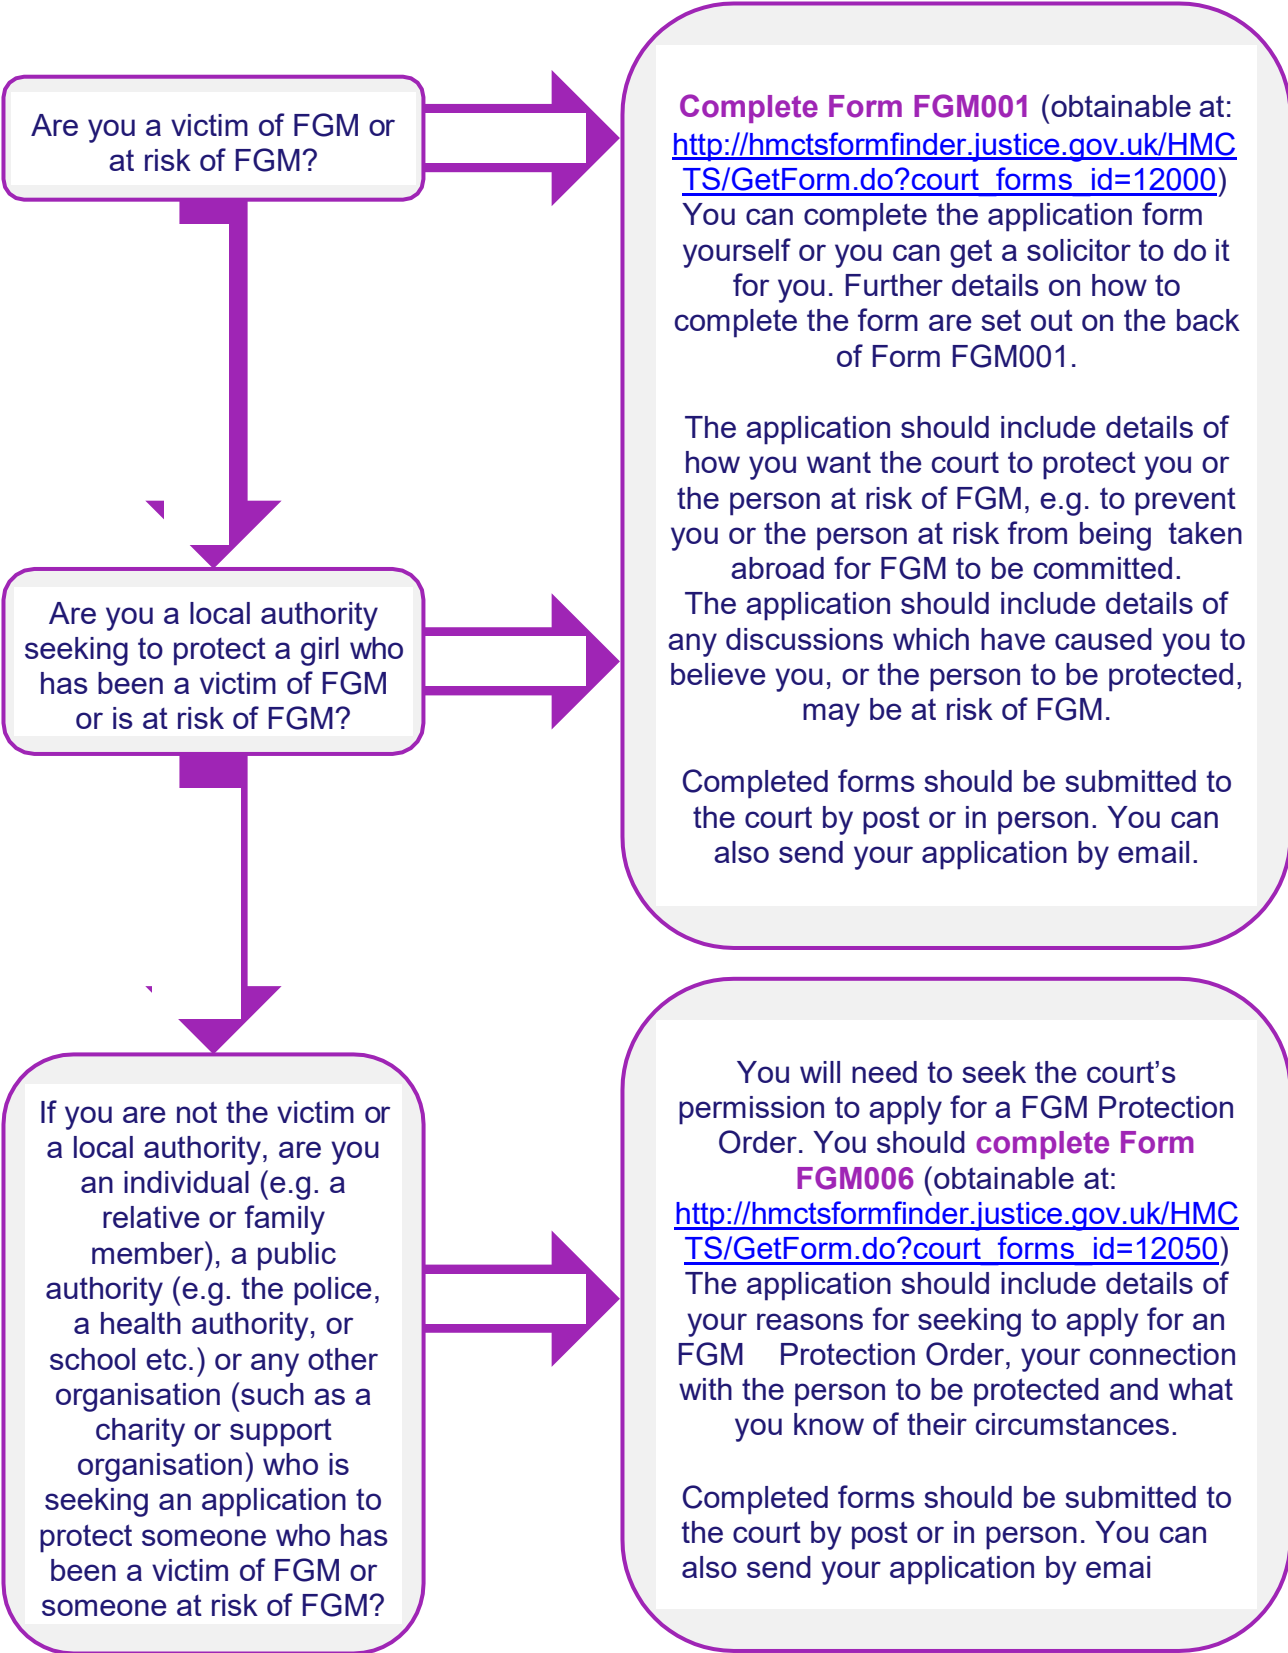 Are you a victim of FGM or
at risk of FGM?
Complete Form FGM001 (obtainable at:
http://hmctsformfinder.justice.gov.uk/HMC
TS/GetForm.do?court_forms_id=12000)
You can complete the application form
yourself or you can get a solicitor to do it
for you. Further details on how to
complete the form are set out on the back
of Form FGM001.
The application should include details of
how you want the court to protect you or
the person at risk of FGM, e.g. to prevent
you or the person at risk from being taken
abroad for FGM to be committed.
The application should include details of
any discussions which have caused you to
believe you, or the person to be protected,
may be at risk of FGM.
Completed forms should be submitted to
the court by post or in person. You can
also send your application by email.
Are you a local authority
seeking to protect a girl who
has been a victim of FGM
or is at risk of FGM?
If you are not the victim or
a local authority, are you
an individual (e.g. a
relative or family
member), a public
authority (e.g. the police,
a health authority, or
school etc.) or any other
organisation (such as a
charity or support
organisation) who is
seeking an application to
protect someone who has
been a victim of FGM or
someone at risk of FGM?
You will need to seek the court’s
permission to apply for a FGM Protection
Order. You should complete Form
FGM006 (obtainable at:
http://hmctsformfinder.justice.gov.uk/HMC
TS/GetForm.do?court_forms_id=12050)
The application should include details of
your reasons for seeking to apply for an
FGM Protection Order, your connection
with the person to be protected and what
you know of their circumstances.
Completed forms should be submitted to
the court by post or in person. You can
also send your application by emai